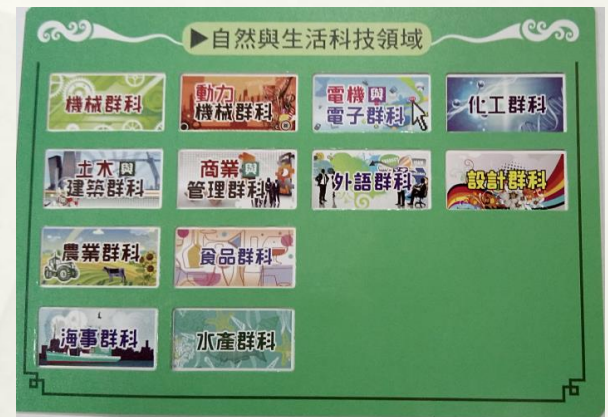 ▶自然與生活科技領域
機械群科
動力
機械群科
電機與
電子群科
化工群科
土木與
建築群科
商業與
管理群科
外語群科
設計群科
農業群科
食品群科
海事群科
水產群科